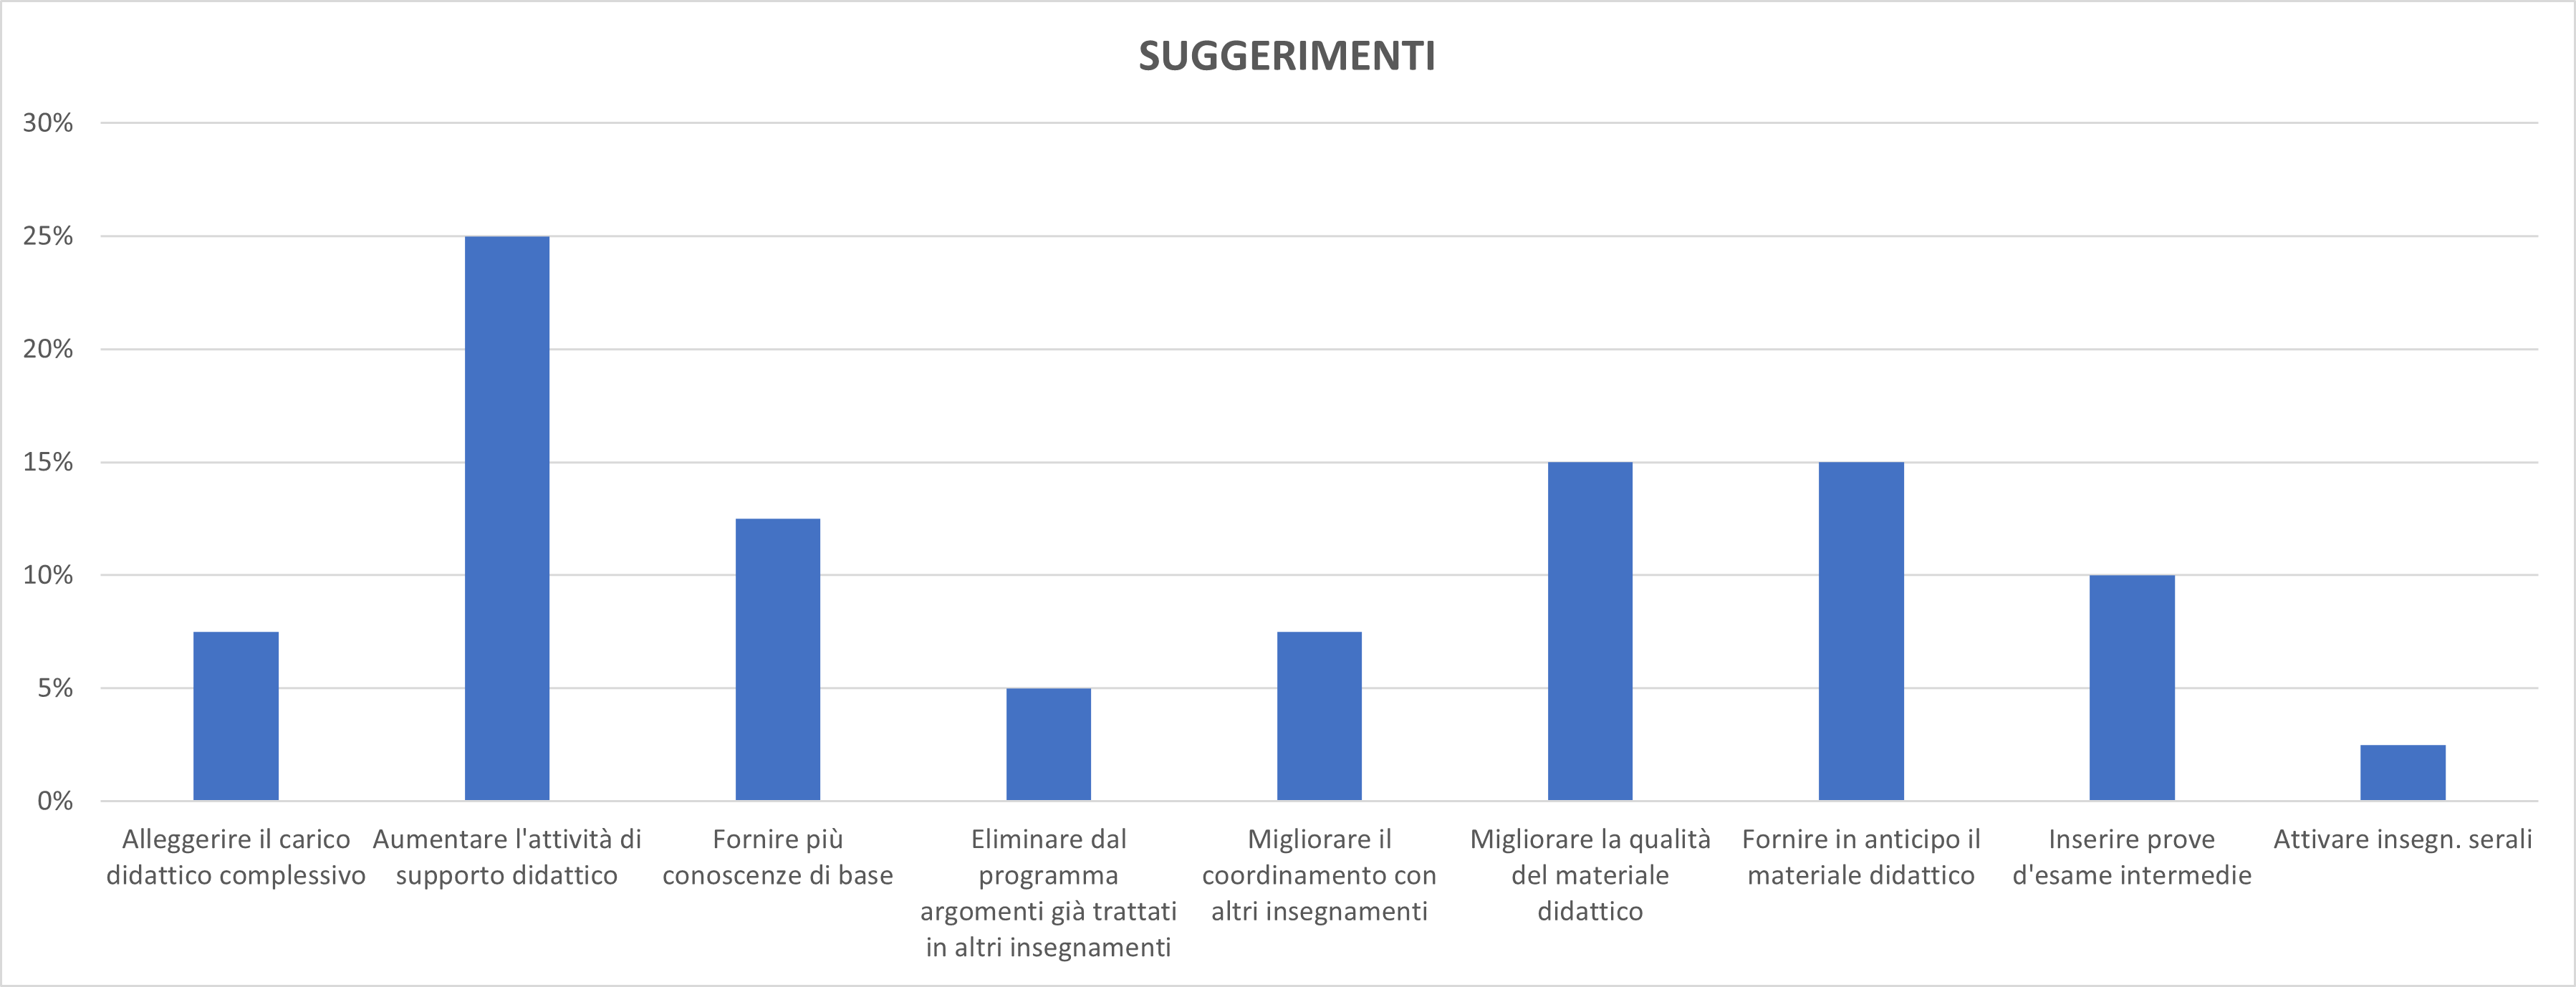 SUGGERIMENTI
30%
25%
20%
15%
10%
5%
0%
Alleggerire il carico
didattico complessivo
Aumentare l'attività di
supporto didattico
Fornire più
conoscenze di base
Eliminare dal
programma
argomenti già trattati
in altri insegnamenti
Migliorare il
coordinamento con
altri insegnamenti
Migliorare la qualità
del materiale
didattico
Fornire in anticipo il
materiale didattico
Inserire prove
d'esame intermedie
Attivare insegn. serali